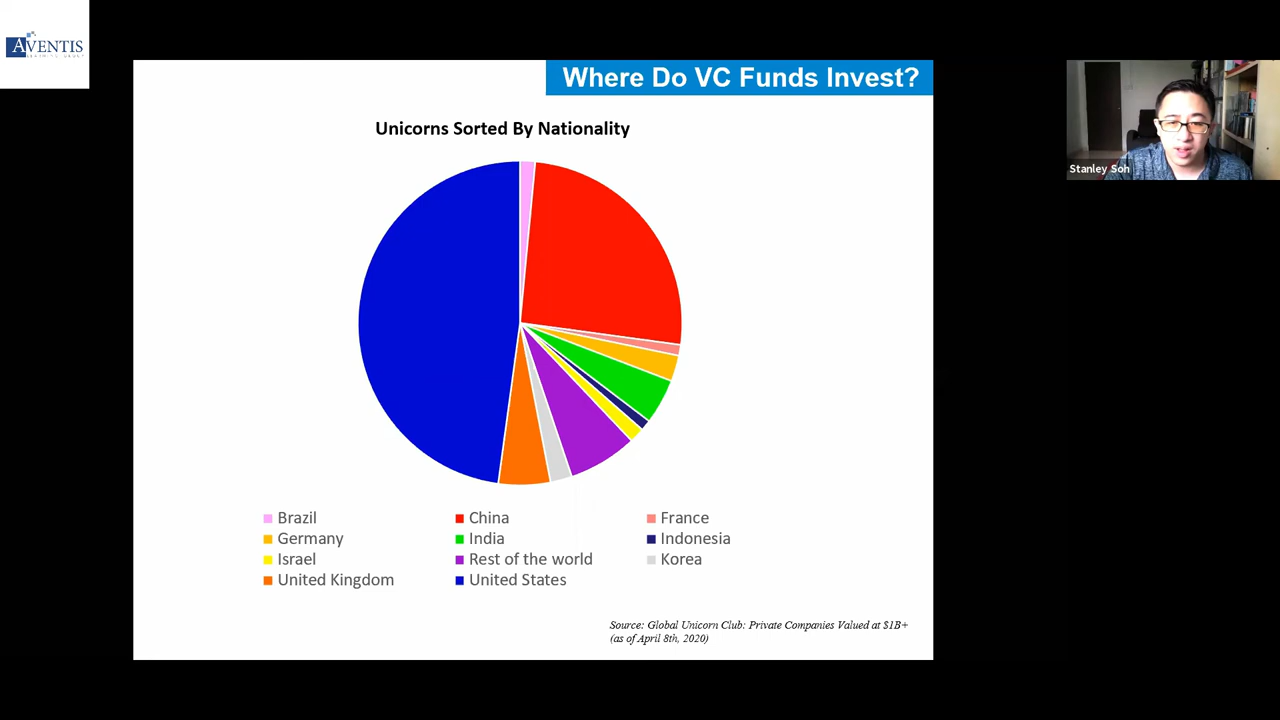 AVENTIS
Where Do VC Funds Invest?
Unicorns Sorted By Nationality
Stanley Soh
Brazil
China
France
Germany
India
Indonesia
Israel
Rest of the world
Korea
United Kingdom
United States
Source: Global Unicorn Club: Private Companies Valued at $1B+
(as of April 8th, 2020)